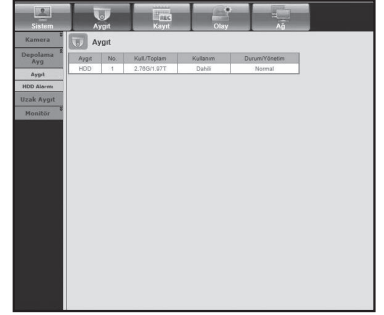 Sistem Aygıt Kayıt Olay Ağ
Kamera
Depolama
Ayg
Aygıt
HDD Alarmı
Uzak Aygıt
Monitör
Aygıt
Aygıt No. Kull./Toplam Kullanım Durum/Yönetim
HDD 1 2,78G/1,97T Dahili Normal